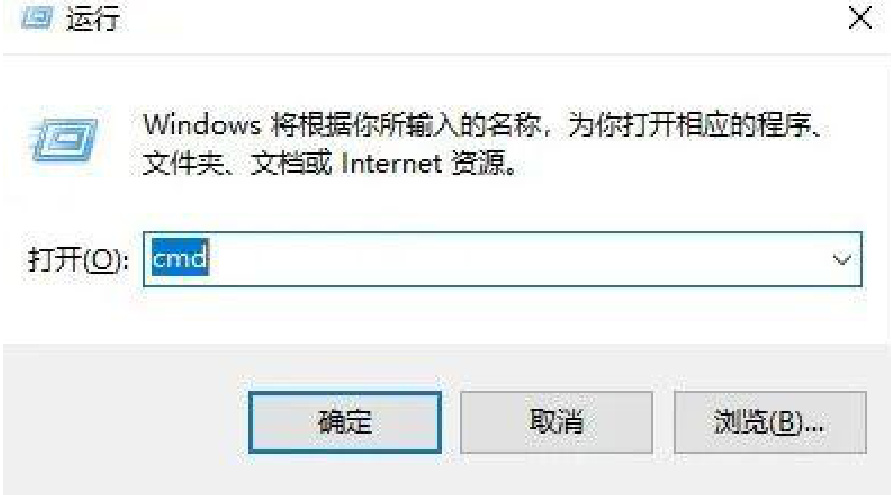 运行
Windows 将根据你所输入的名称，为你打开相应的程序、
文件夹、文档或 Internet 资源。
打开(O): cmd
确定 取消 浏览(B)...